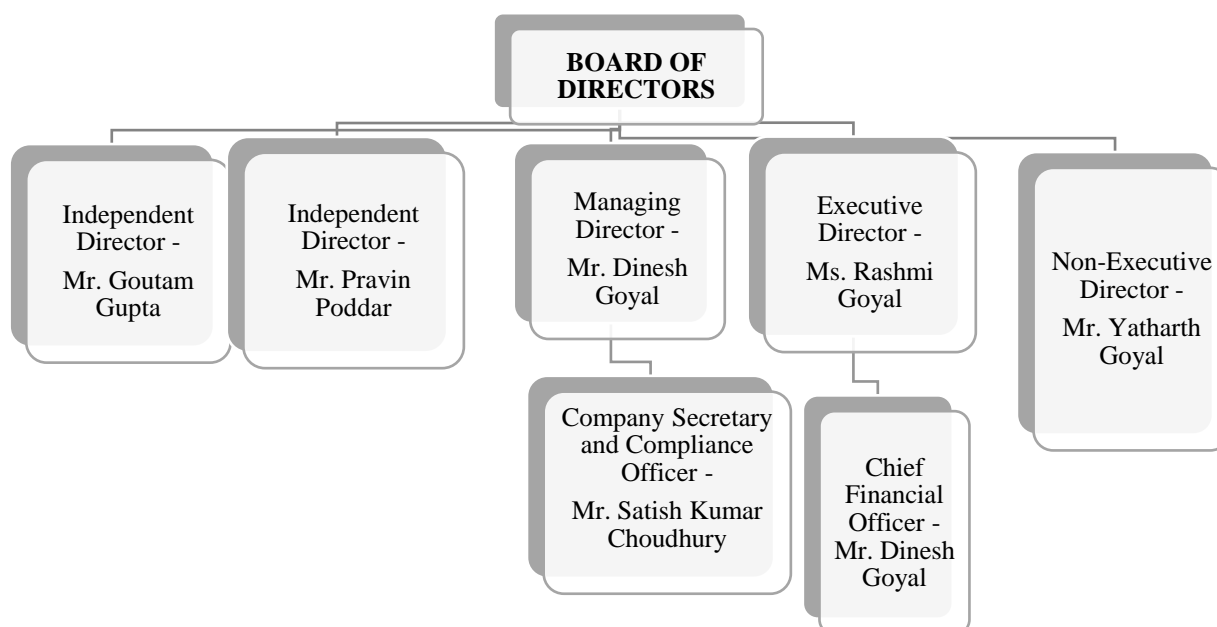 BOARD OF
DIRECTORS
Independent
Director -
Mr. Goutam
Gupta
Independent
Director -
Mr. Pravin
Poddar
Managing
Director -
Mr. Dinesh
Goyal
Executive
Director -
Ms. Rashmi
Goyal
Non-Executive
Director -
Mr. Yatharth
Goyal
Company Secretary
and Compliance
Officer -
Mr. Satish Kumar
Choudhury
Chief
Financial
Officer -
Mr. Dinesh
Goyal